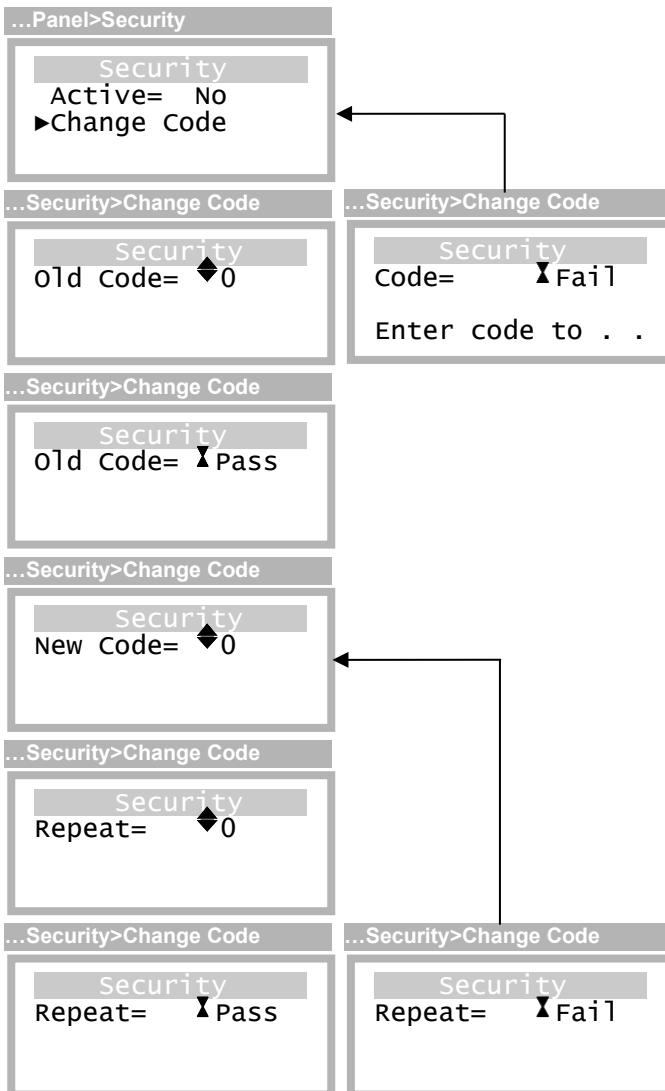 ...Panel>Security
Security
Active= No
►Change Code
...Security>Change Code
Security
Old Code= 0
...Security>Change Code
Security
Code= Fail
Enter code to . .
...Security>Change Code
Security
Old Code= Pass
...Security>Change Code
Security
New Code= 0
...Security>Change Code
Security
Repeat= 0
...Security>Change Code
Security
Repeat= Pass
...Security>Change Code
Security
Repeat= Fail